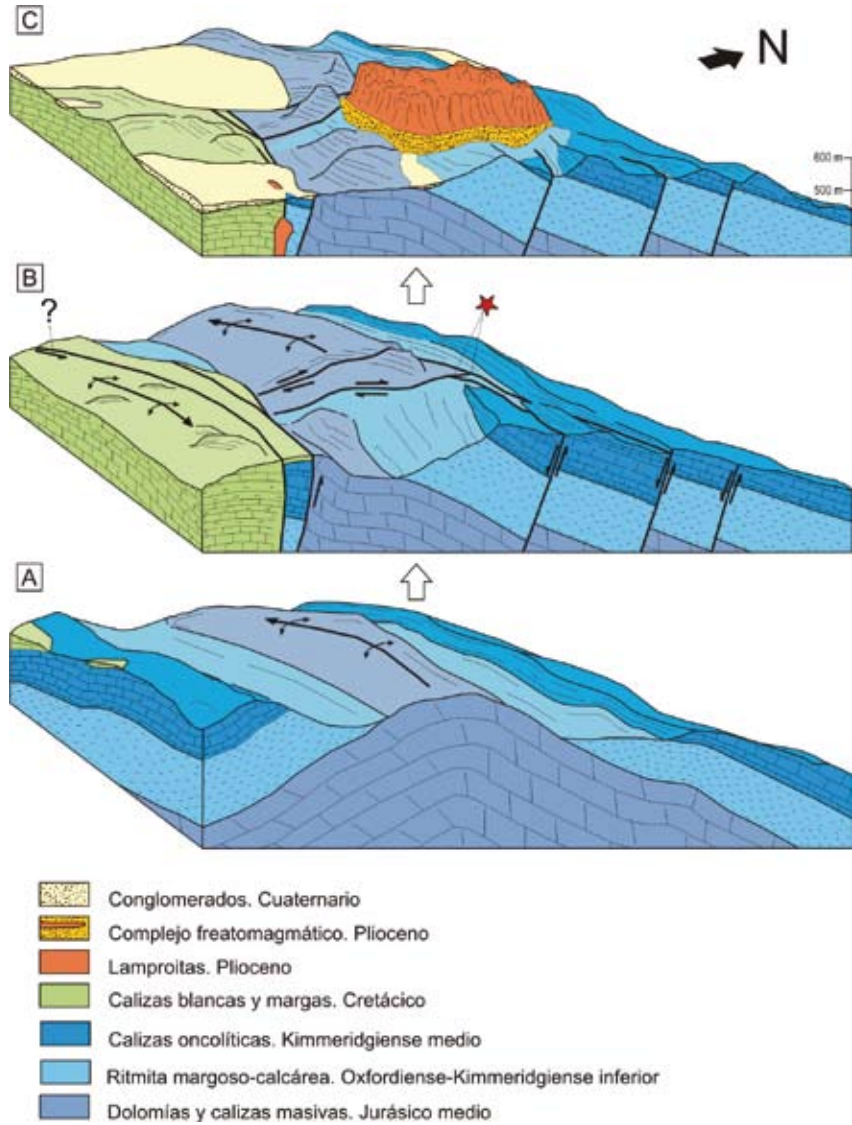 C
N
600 m
500 m
B
?
A
Conglomerados. Cuaternario
Complejo freatomagmático. Plioceno
Lamproitas. Plioceno
Calizas blancas y margas. Cretácico
Calizas oncolíticas. Kimmeridgiense medio
Ritmita margoso-calcárea. Oxfordiense-Kimmeridgiense inferior
Dolomías y calizas masivas. Jurásico medio